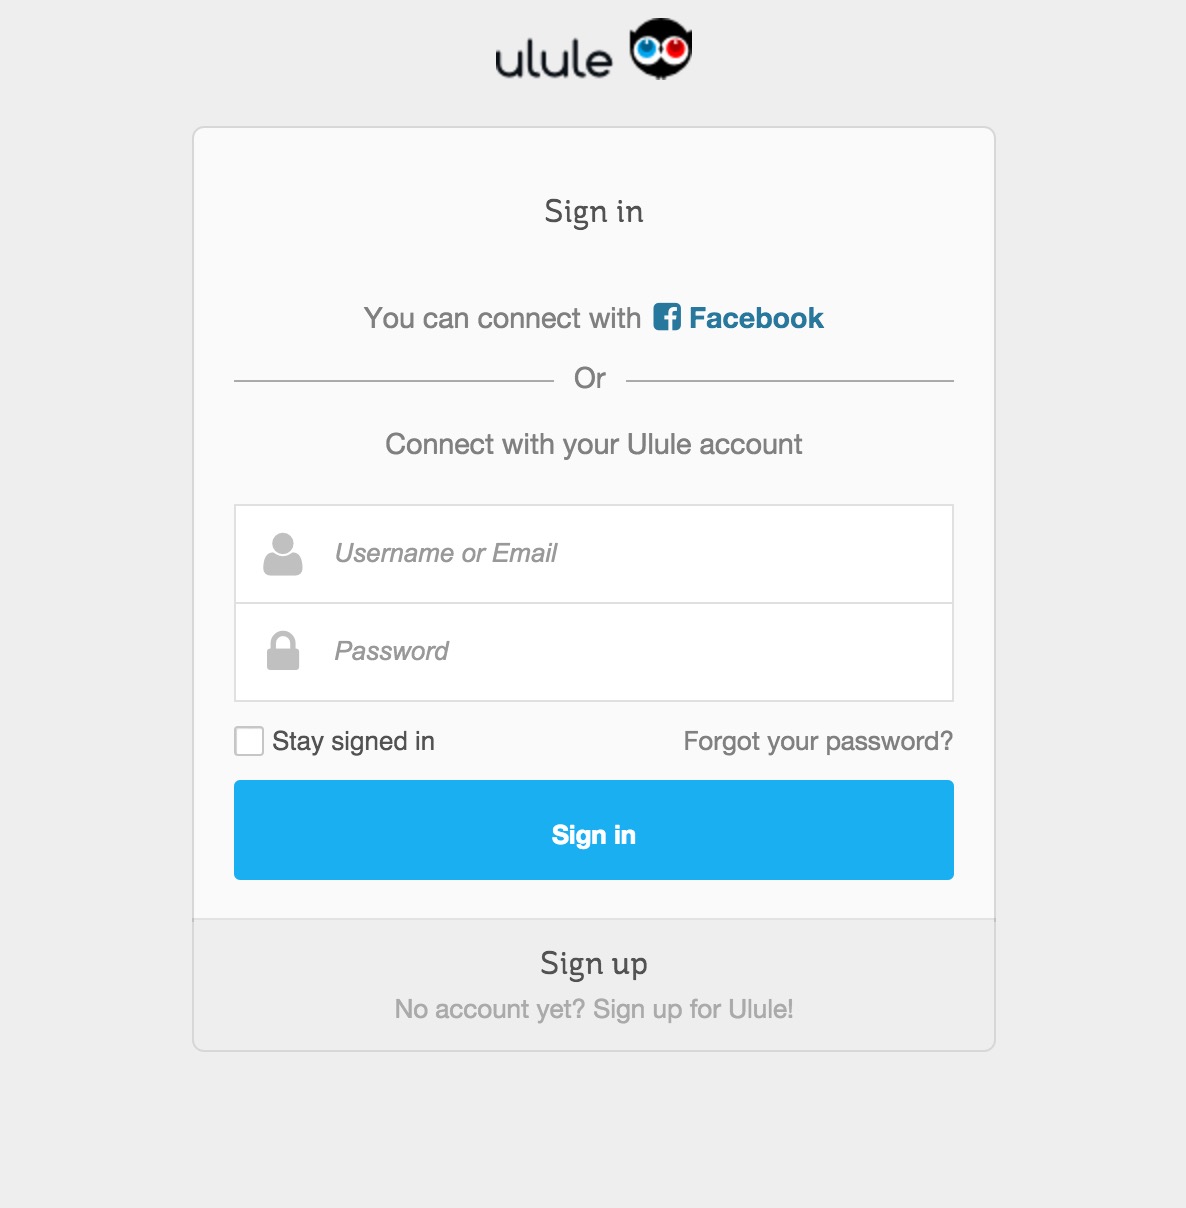 ulule
Sign in
You can connect with Facebook
Or
Connect with your Ulule account
Username or Email
Password
Stay signed in Forgot your password?
Sign in
Sign up
No account yet? Sign up for Ulule!